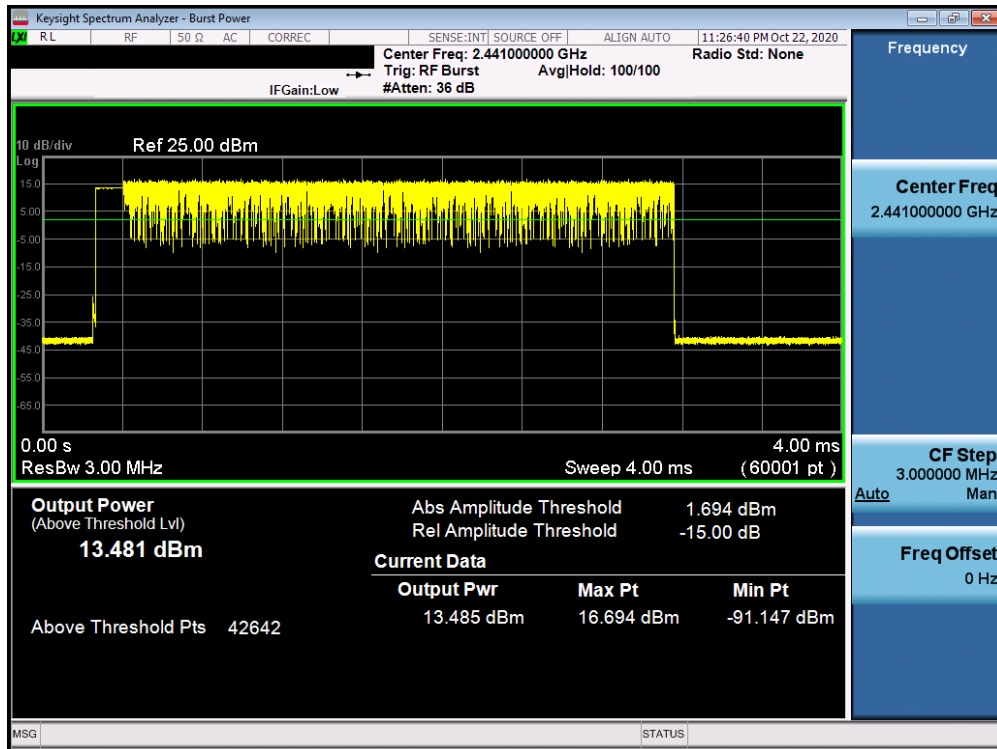 Keysight Spectrum Analyzer - Burst Power
LXI RL RF 50 Ω AC CORREC SENSE:INT SOURCE OFF ALIGN AUTO 11:26:40 PM Oct 22, 2020
Center Freq: 2.441000000 GHz Radio Std: None
Trig: RF Burst Avg|Hold: 100/100
IFGain:Low #Atten: 36 dB
Frequency
10 dB/div Ref 25.00 dBm
Log
15.0
5.00
-5.00
-15.0
-25.0
-35.0
-45.0
-55.0
-65.0
0.00 s 4.00 ms
ResBw 3.00 MHz Sweep 4.00 ms (60001 pt )
Center Freq
2.441000000 GHz
CF Step
3.000000 MHz
Auto Man
Freq Offset
0 Hz
Output Power
(Above Threshold Lvl)
13.481 dBm
Above Threshold Pts 42642
Abs Amplitude Threshold 1.694 dBm
Rel Amplitude Threshold -15.00 dB
Current Data
Output Pwr Max Pt Min Pt
13.485 dBm 16.694 dBm -91.147 dBm
MSG STATUS